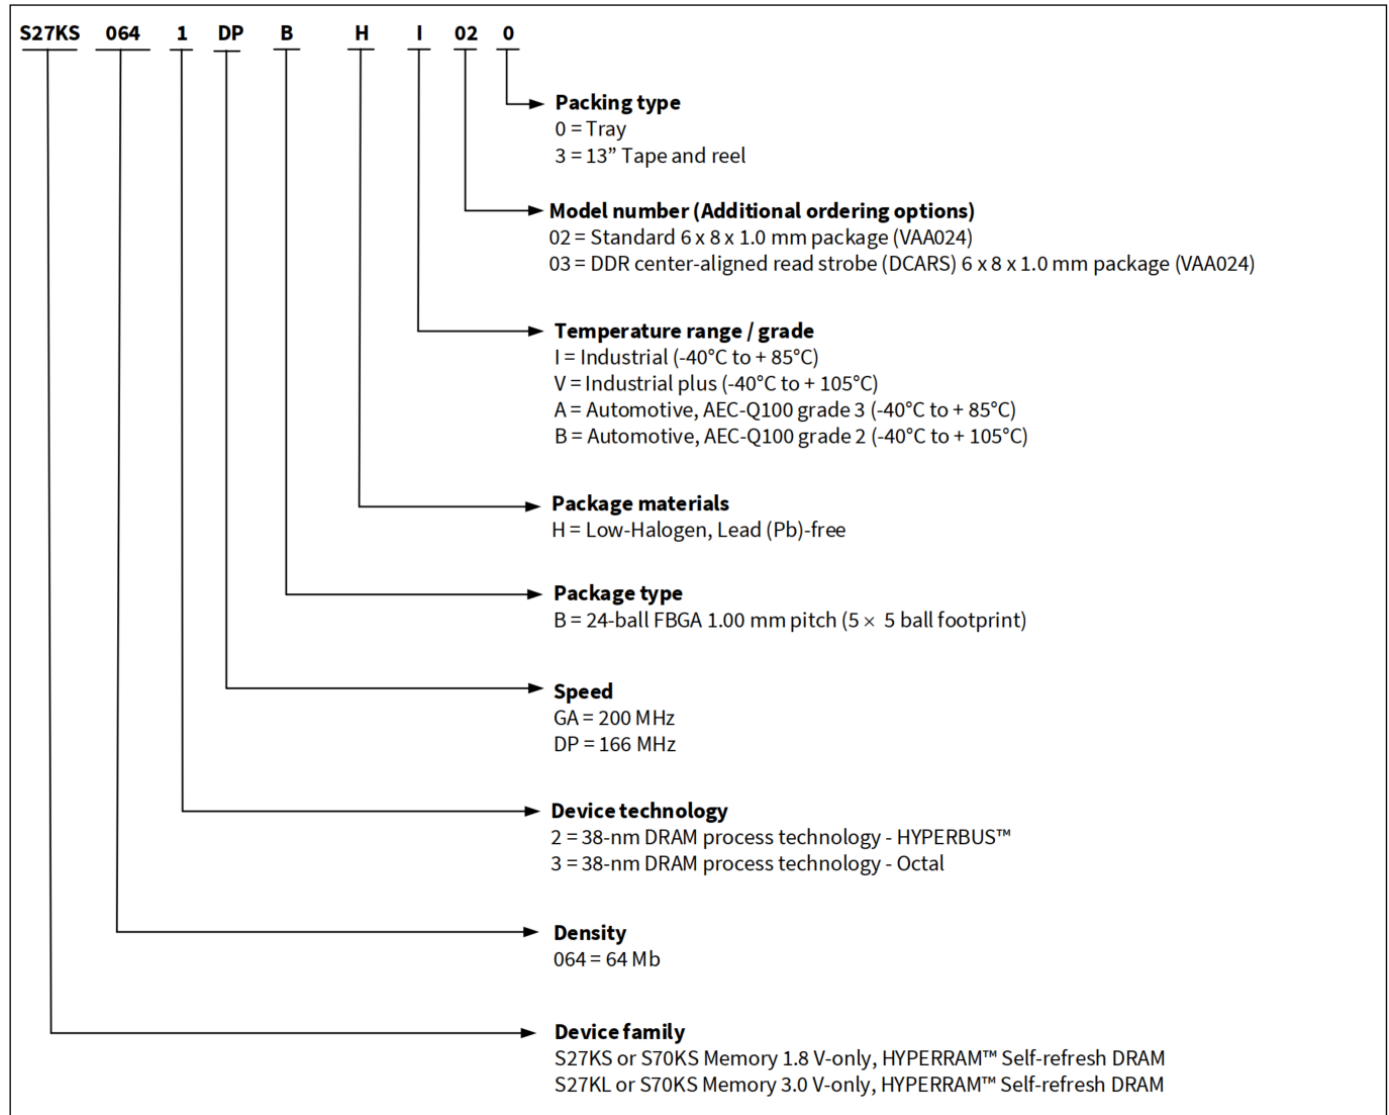 S27KS 064 1 DP B H I 02 0
Packing type
0 = Tray
3 = 13” Tape and reel
Model number (Additional ordering options)
02 = Standard 6 x 8 x 1.0 mm package (VAA024)
03 = DDR center-aligned read strobe (DCARS) 6 x 8 x 1.0 mm package (VAA024)
Temperature range / grade
I = Industrial (-40°C to + 85°C)
V = Industrial plus (-40°C to + 105°C)
A = Automotive, AEC-Q100 grade 3 (-40°C to + 85°C)
B = Automotive, AEC-Q100 grade 2 (-40°C to + 105°C)
Package materials
H = Low-Halogen, Lead (Pb)-free
Package type
B = 24-ball FBGA 1.00 mm pitch (5 × 5 ball footprint)
Speed
GA = 200 MHz
DP = 166 MHz
Device technology
2 = 38-nm DRAM process technology - HYPERBUS™
3 = 38-nm DRAM process technology - Octal
Density
064 = 64 Mb
Device family
S27KS or S70KS Memory 1.8 V-only, HYPERRAM™ Self-refresh DRAM
S27KL or S70KS Memory 3.0 V-only, HYPERRAM™ Self-refresh DRAM